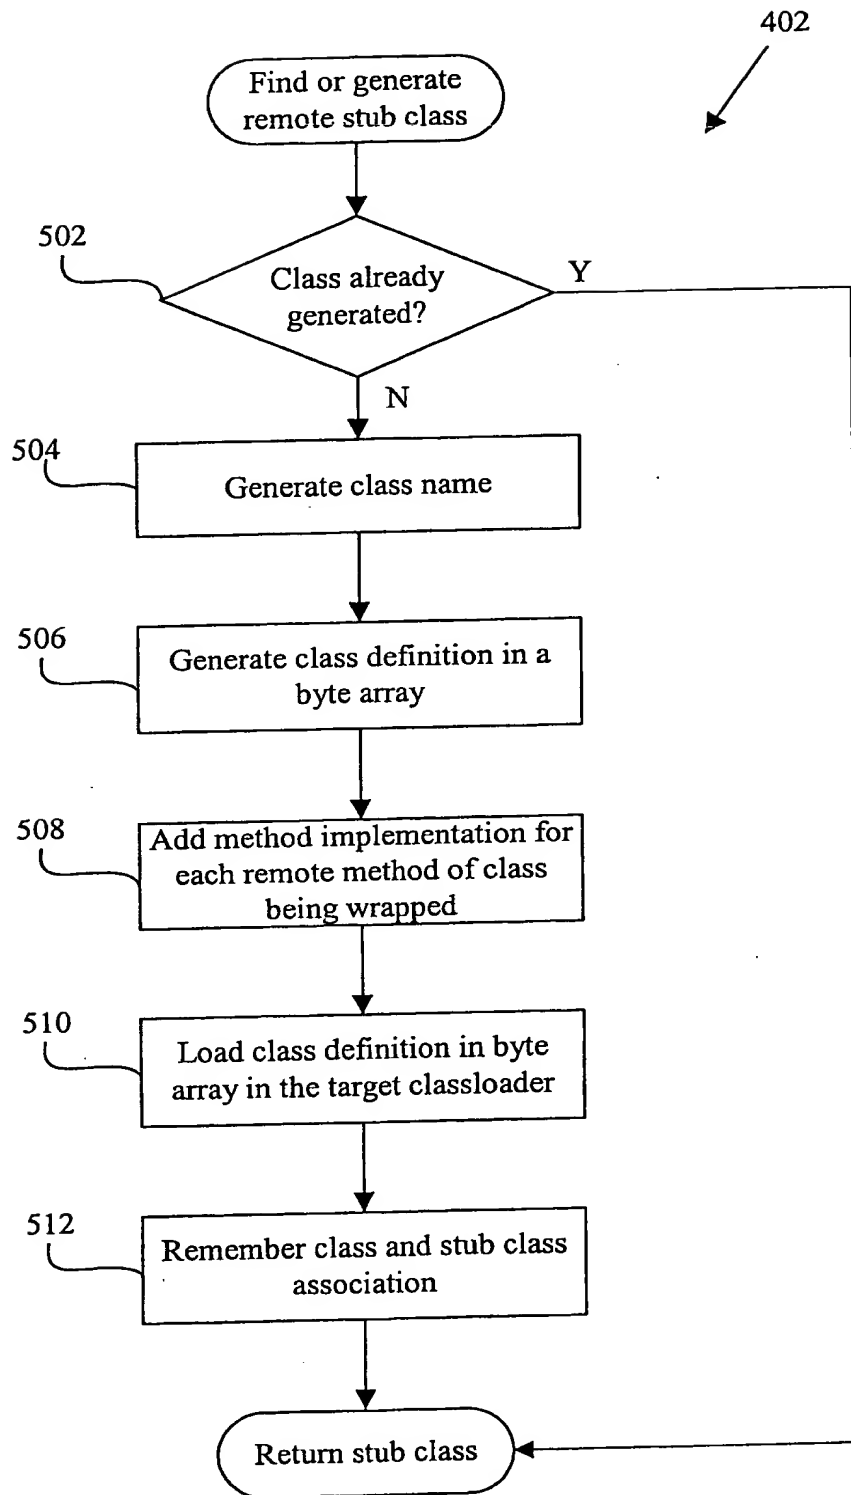 402
Find or generate
remote stub class
502
Class already
generated?
Y
N
504
Generate class name
506
Generate class definition in a
byte array
508
Add method implementation for
each remote method of class
being wrapped
510
Load class definition in byte
array in the target classloader
512
Remember class and stub class
association
Return stub class